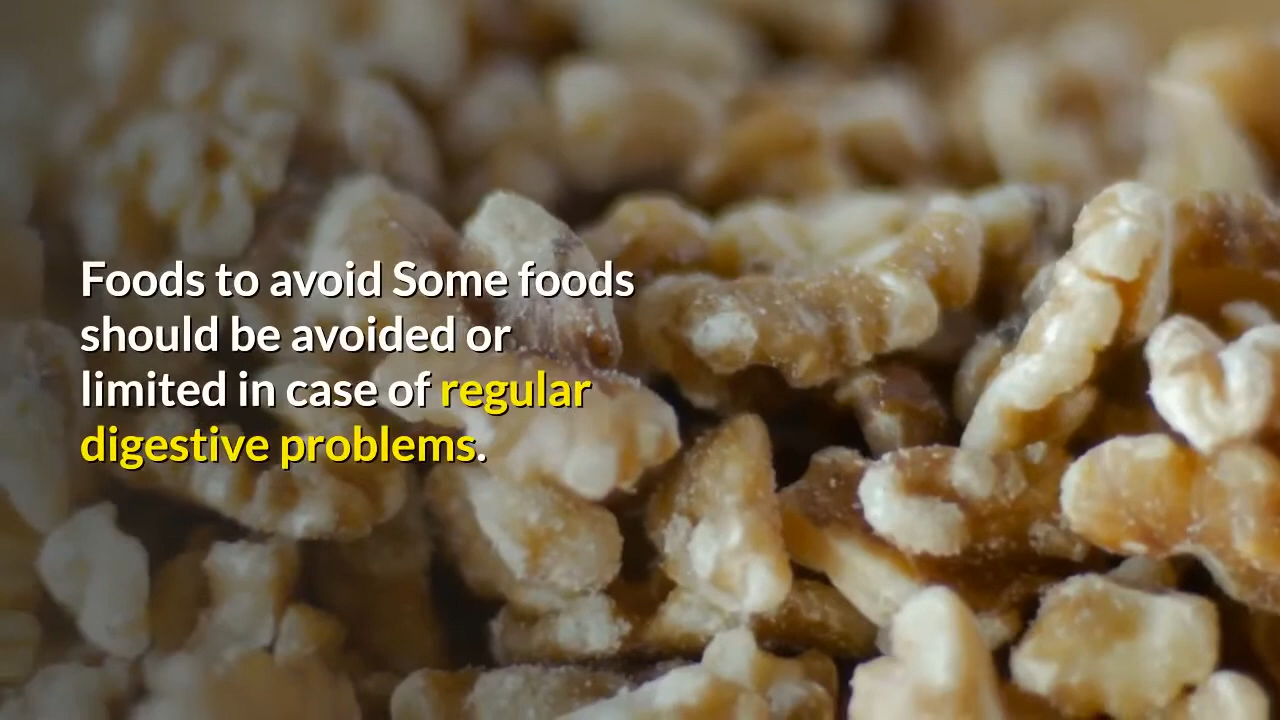 Foods to avoid Some foods
should be avoided or
limited in case of regular
digestive problems.